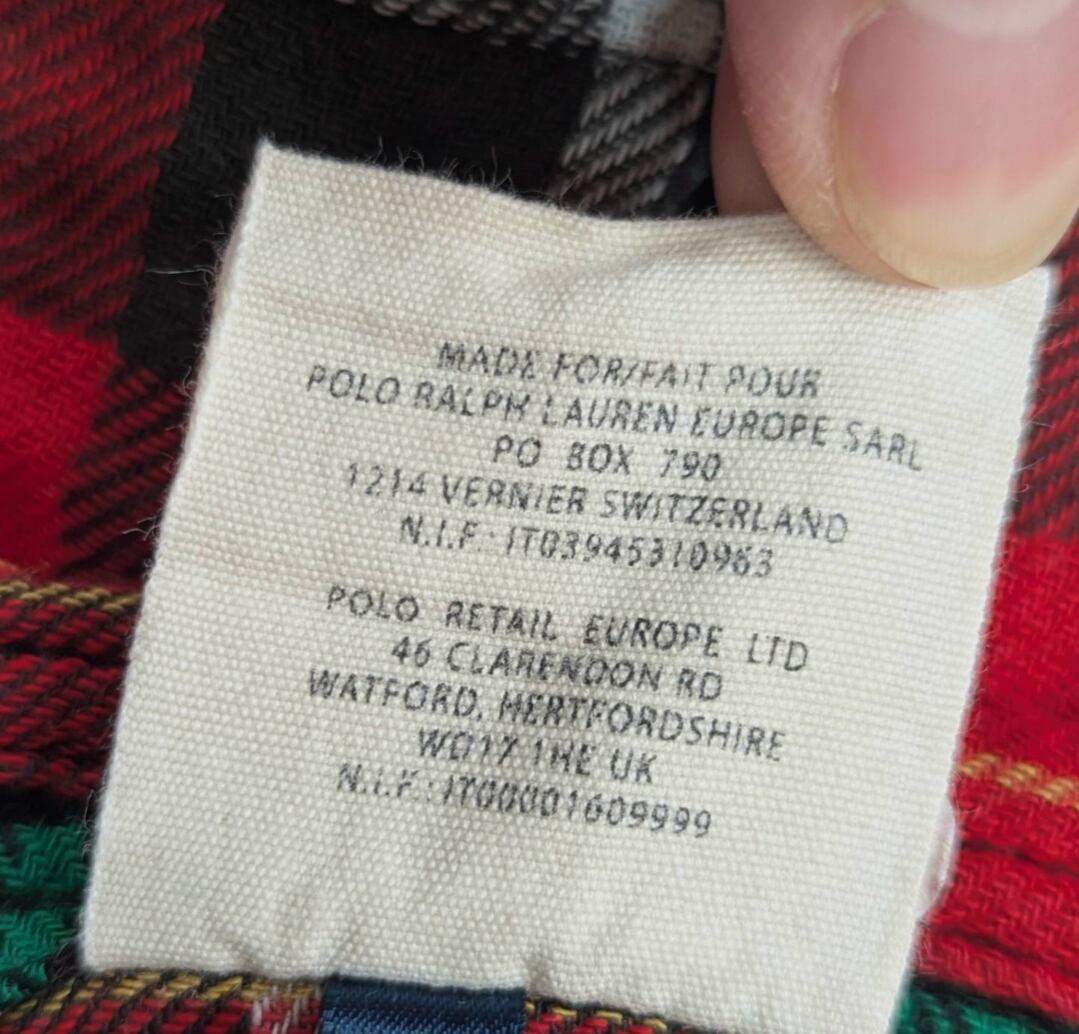 MADE FOR/FAIT POUR
POLO RALPH LAUREN EUROPE SARL
PO BOX 790
1214 VERNIER SWITZERLAND
N.I.F.: IT03945310963
POLO RETAIL EUROPE LTD
46 CLARENDON RD
WATFORD, HERTFORDSHIRE
WD17 1HE UK
N.I.F.: IT00001609999